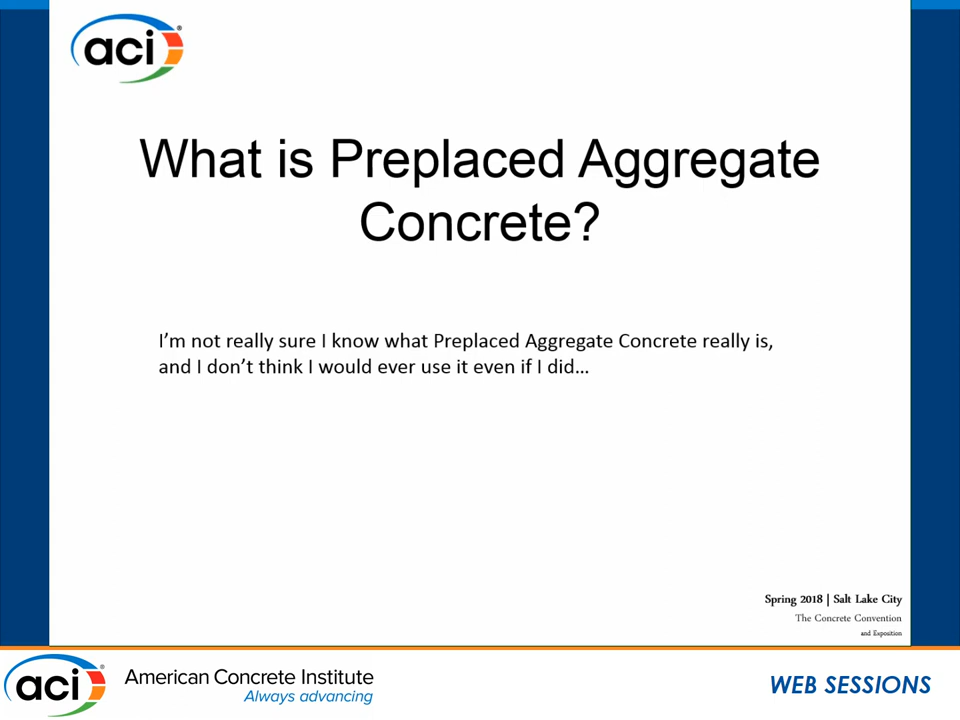 aci®
What is Preplaced Aggregate
Concrete?
I’m not really sure I know what Preplaced Aggregate Concrete really is,
and I don’t think I would ever use it even if I did…
Spring 2018 | Salt Lake City
The Concrete Convention
and Exposition
aci®
American Concrete Institute
Always advancing
WEB SESSIONS